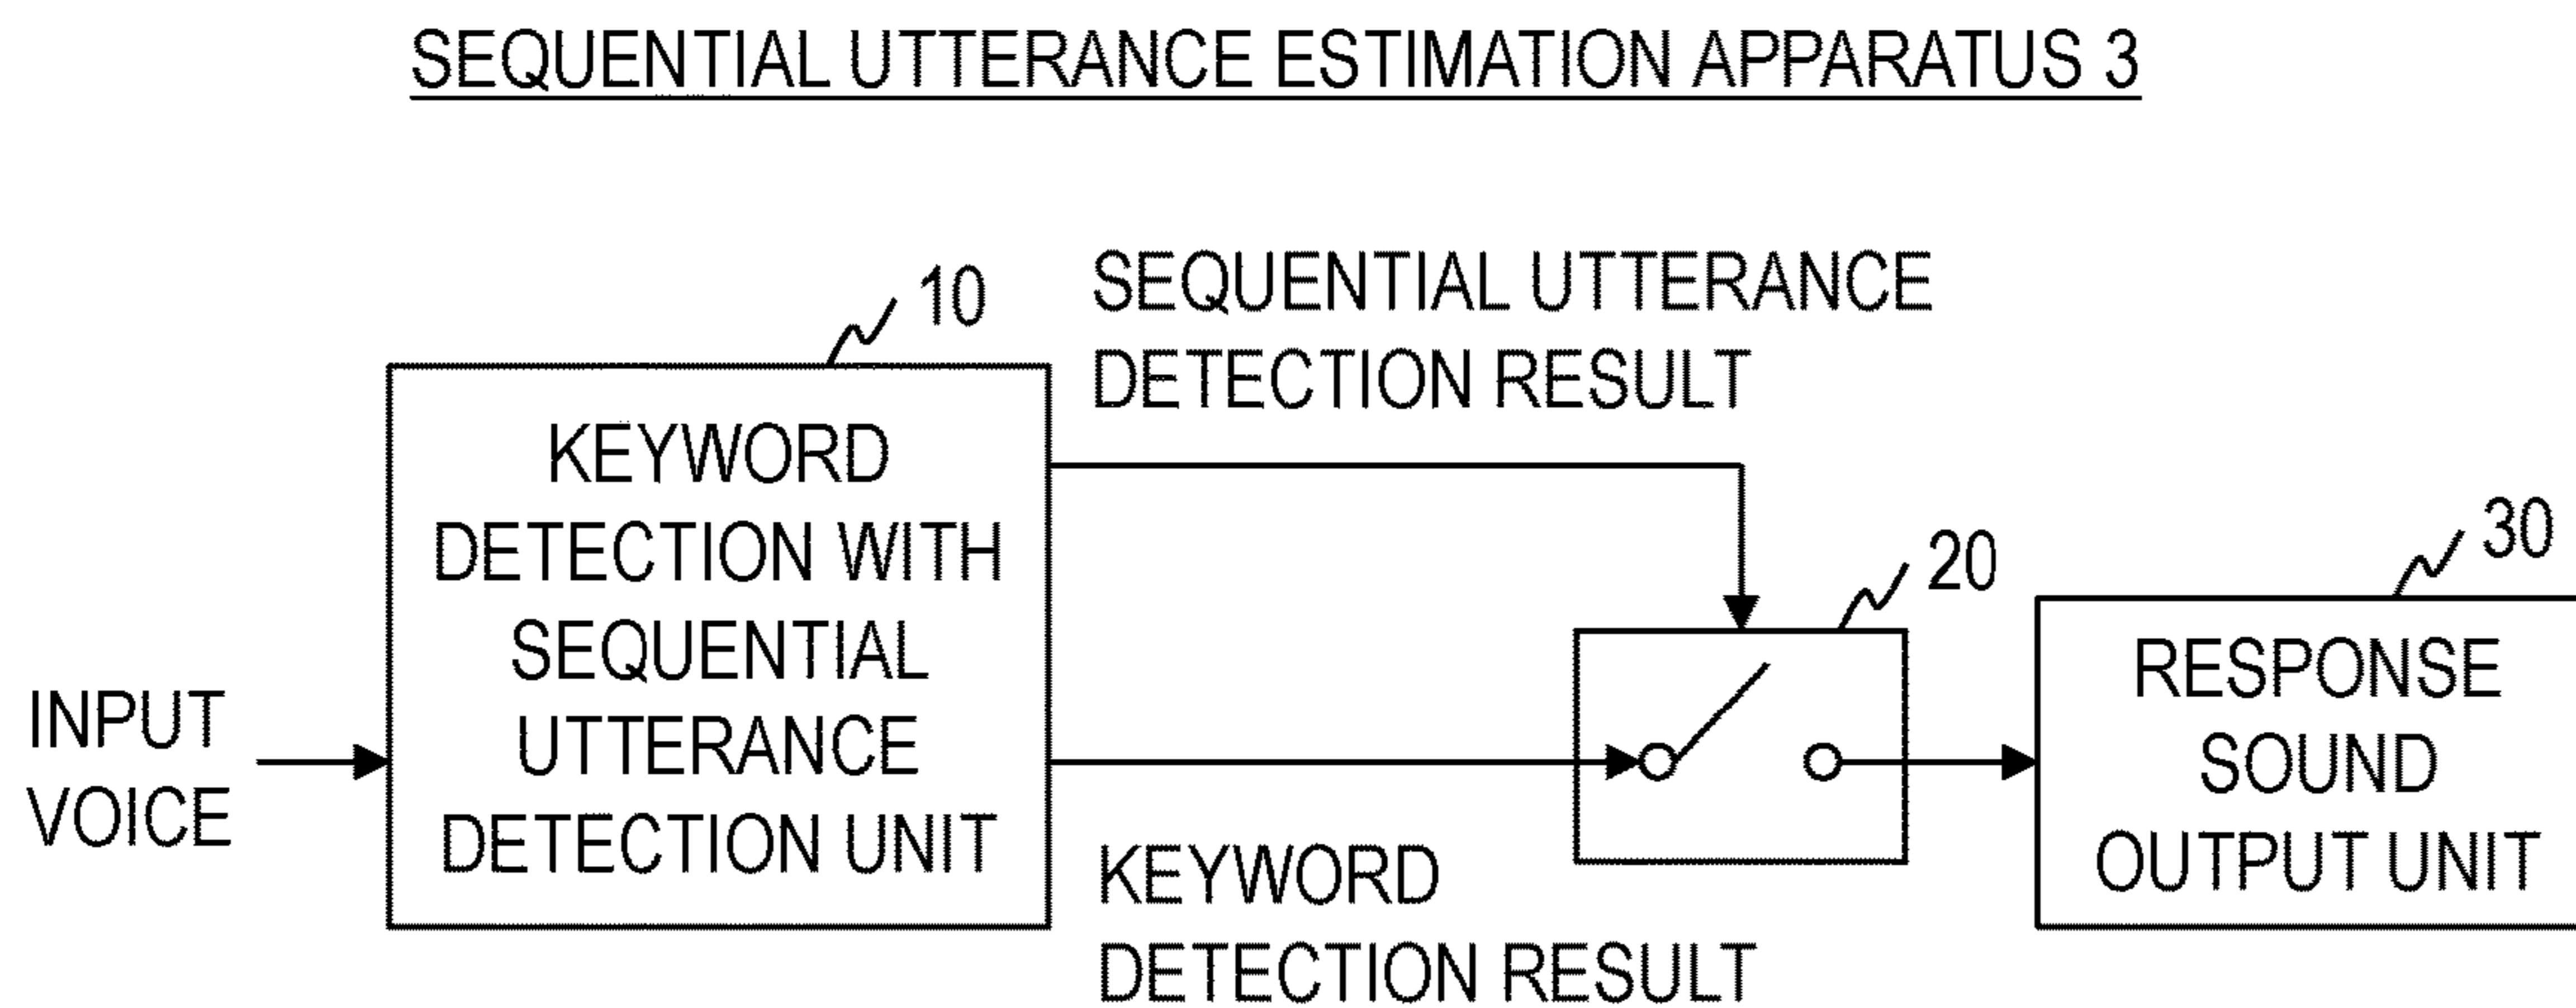 SEQUENTIAL UTTERANCE ESTIMATION APPARATUS 3
10
SEQUENTIAL UTTERANCE
DETECTION RESULT
KEYWORD
DETECTION WITH
SEQUENTIAL
UTTERANCE
DETECTION UNIT
INPUT
VOICE
20
30
RESPONSE
SOUND
OUTPUT UNIT
KEYWORD
DETECTION RESULT